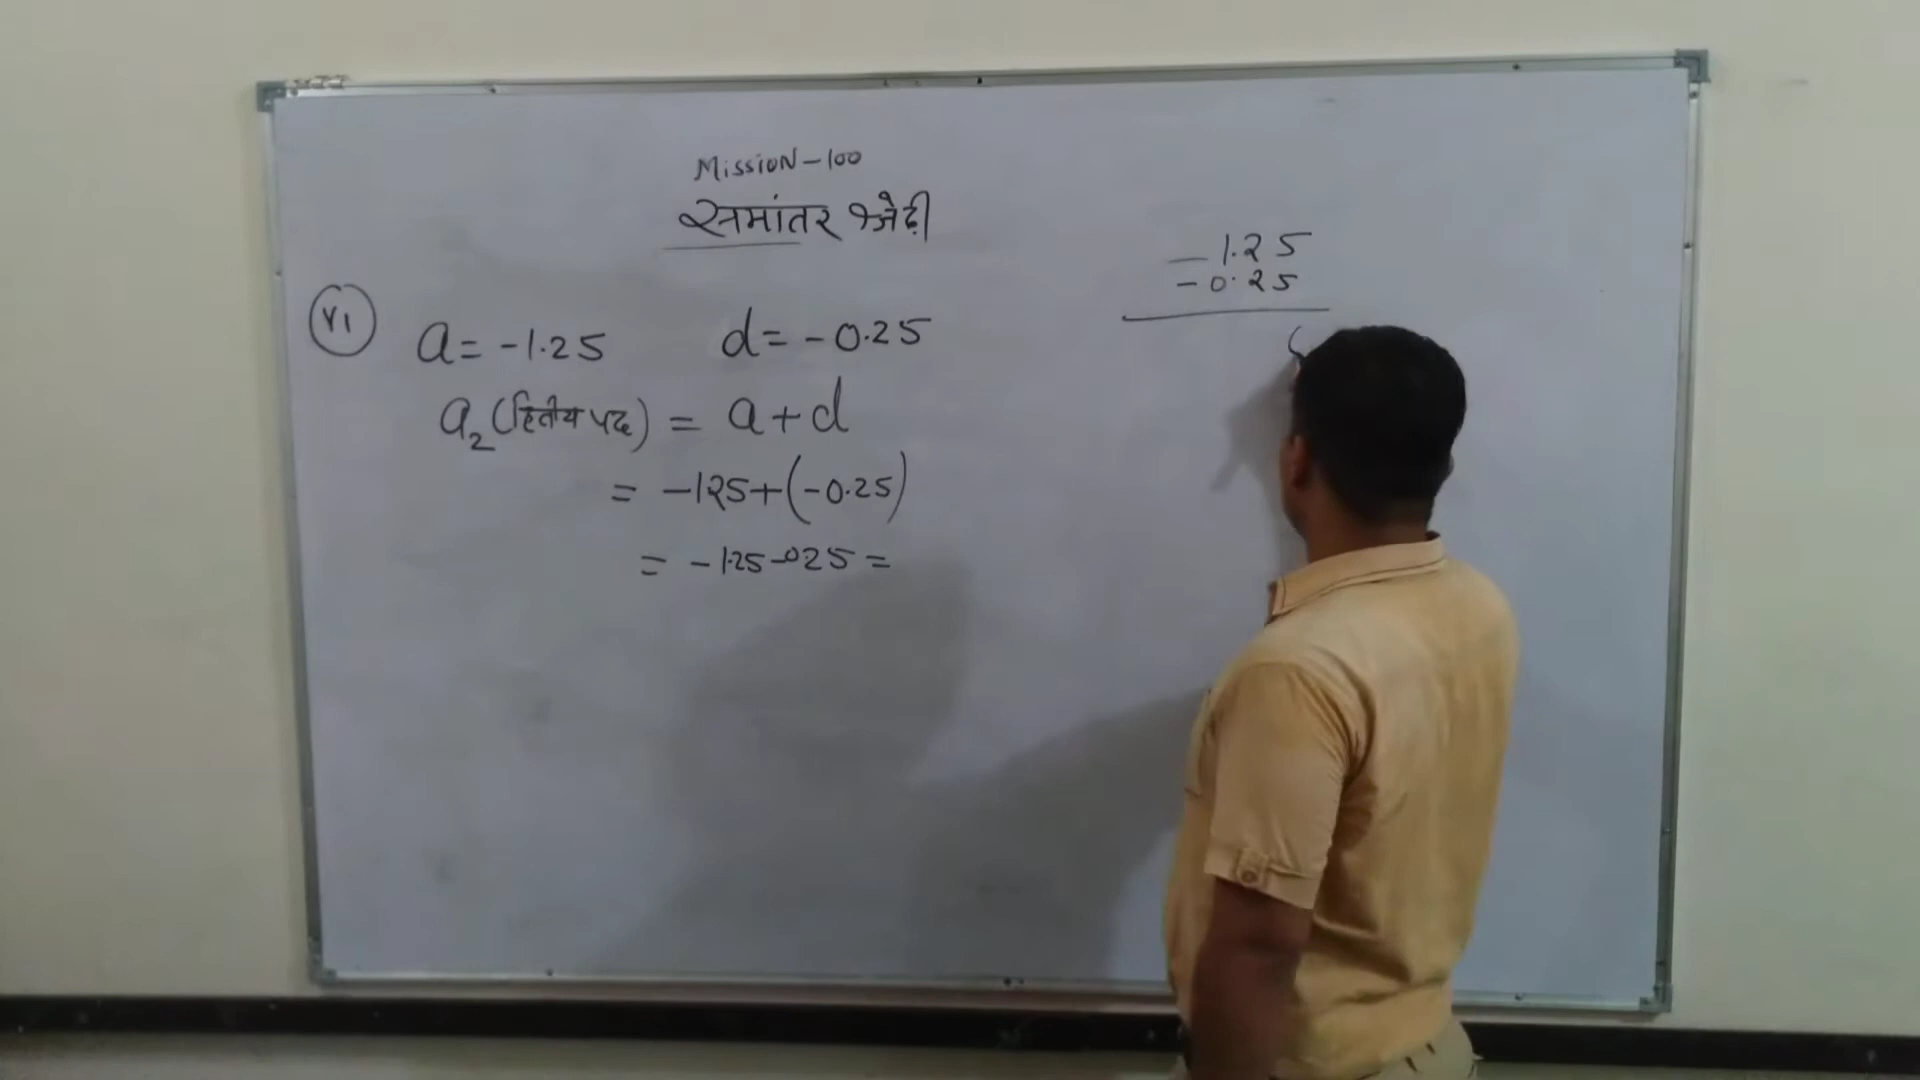 MISSION-100
समांतर श्रेढ़ी
VI
a = -1.25 d = -0.25
a2 (द्वितीय पद) = a+d
= -1.25+(-0.25)
= -1.25-0.25 =
-1.25
-0.25